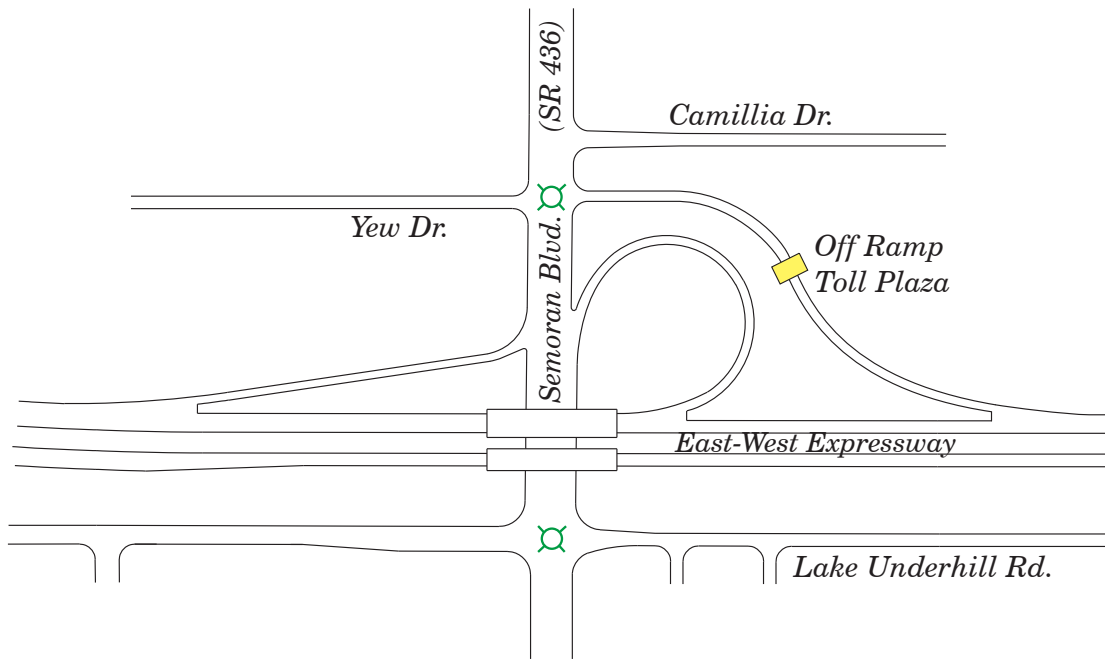 (SR 436)
Camillia Dr.
Yew Dr.
Semoran Blvd.
Off Ramp
Toll Plaza
East-West Expressway
Lake Underhill Rd.